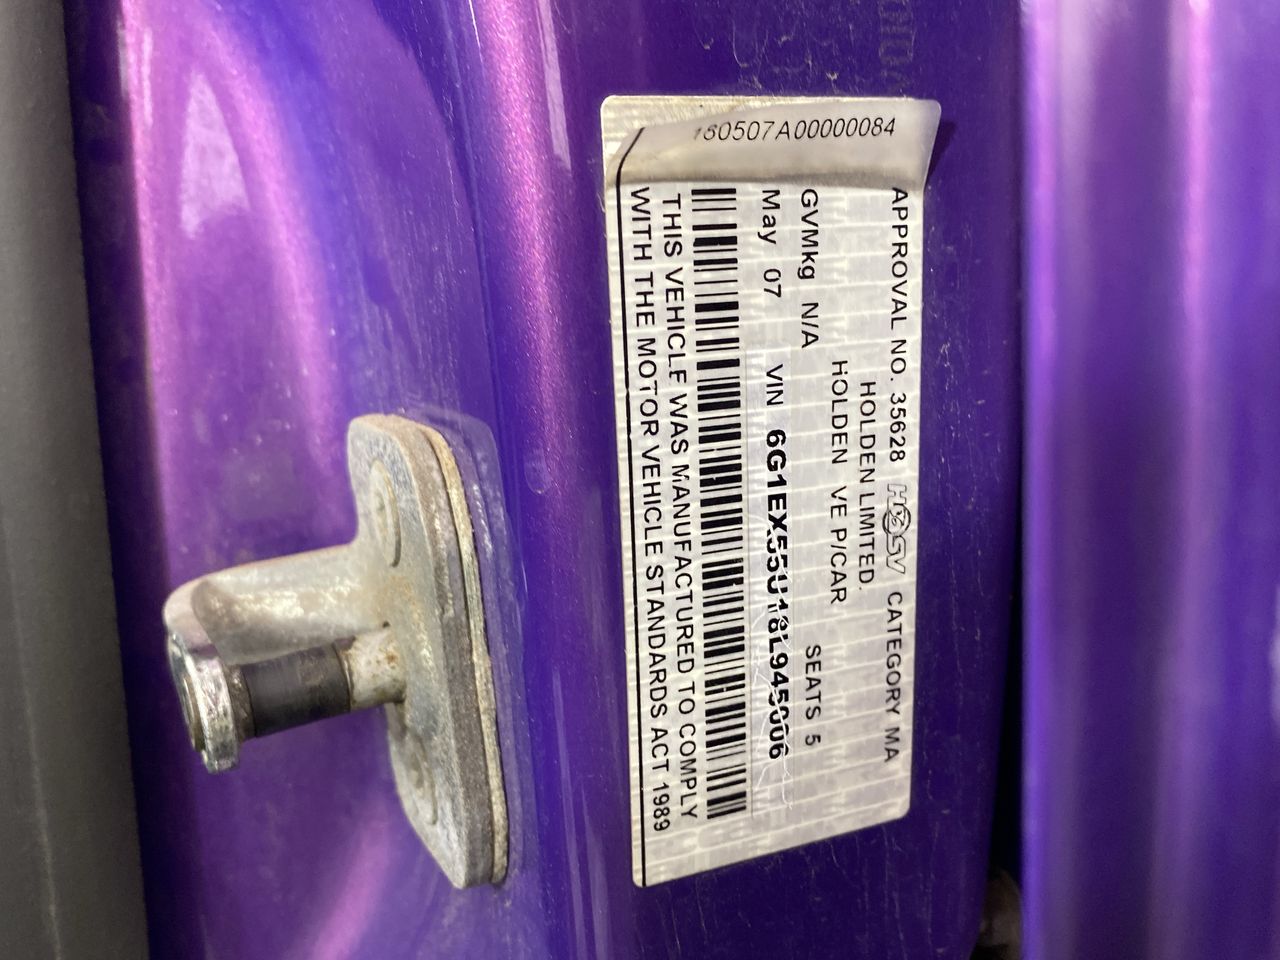 160507A00000084
APPROVAL NO. 35628 HSV CATEGORY MA
HOLDEN LIMITED.
HOLDEN VE P/CAR
GVMkg N/A SEATS 5
May 07 VIN 6G1EX55U18L945006
THIS VEHICLE WAS MANUFACTURED TO COMPLY
WITH THE MOTOR VEHICLE STANDARDS ACT 1989